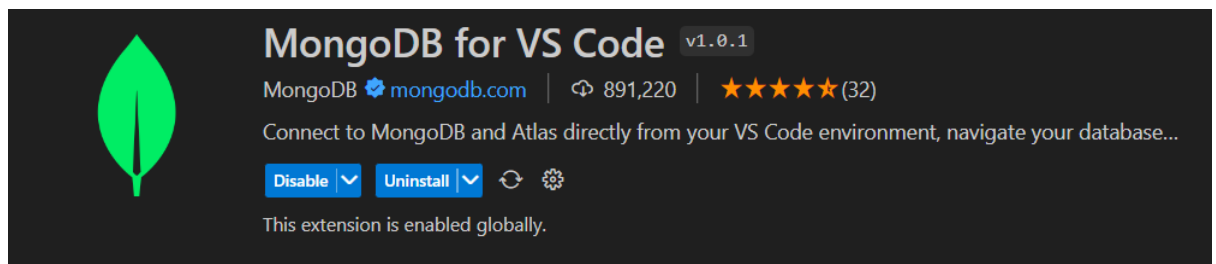 MongoDB for VS Code v1.0.1
MongoDB mongodb.com 891,220 (32)
Connect to MongoDB and Atlas directly from your VS Code environment, navigate your database...
Disable Uninstall
This extension is enabled globally.